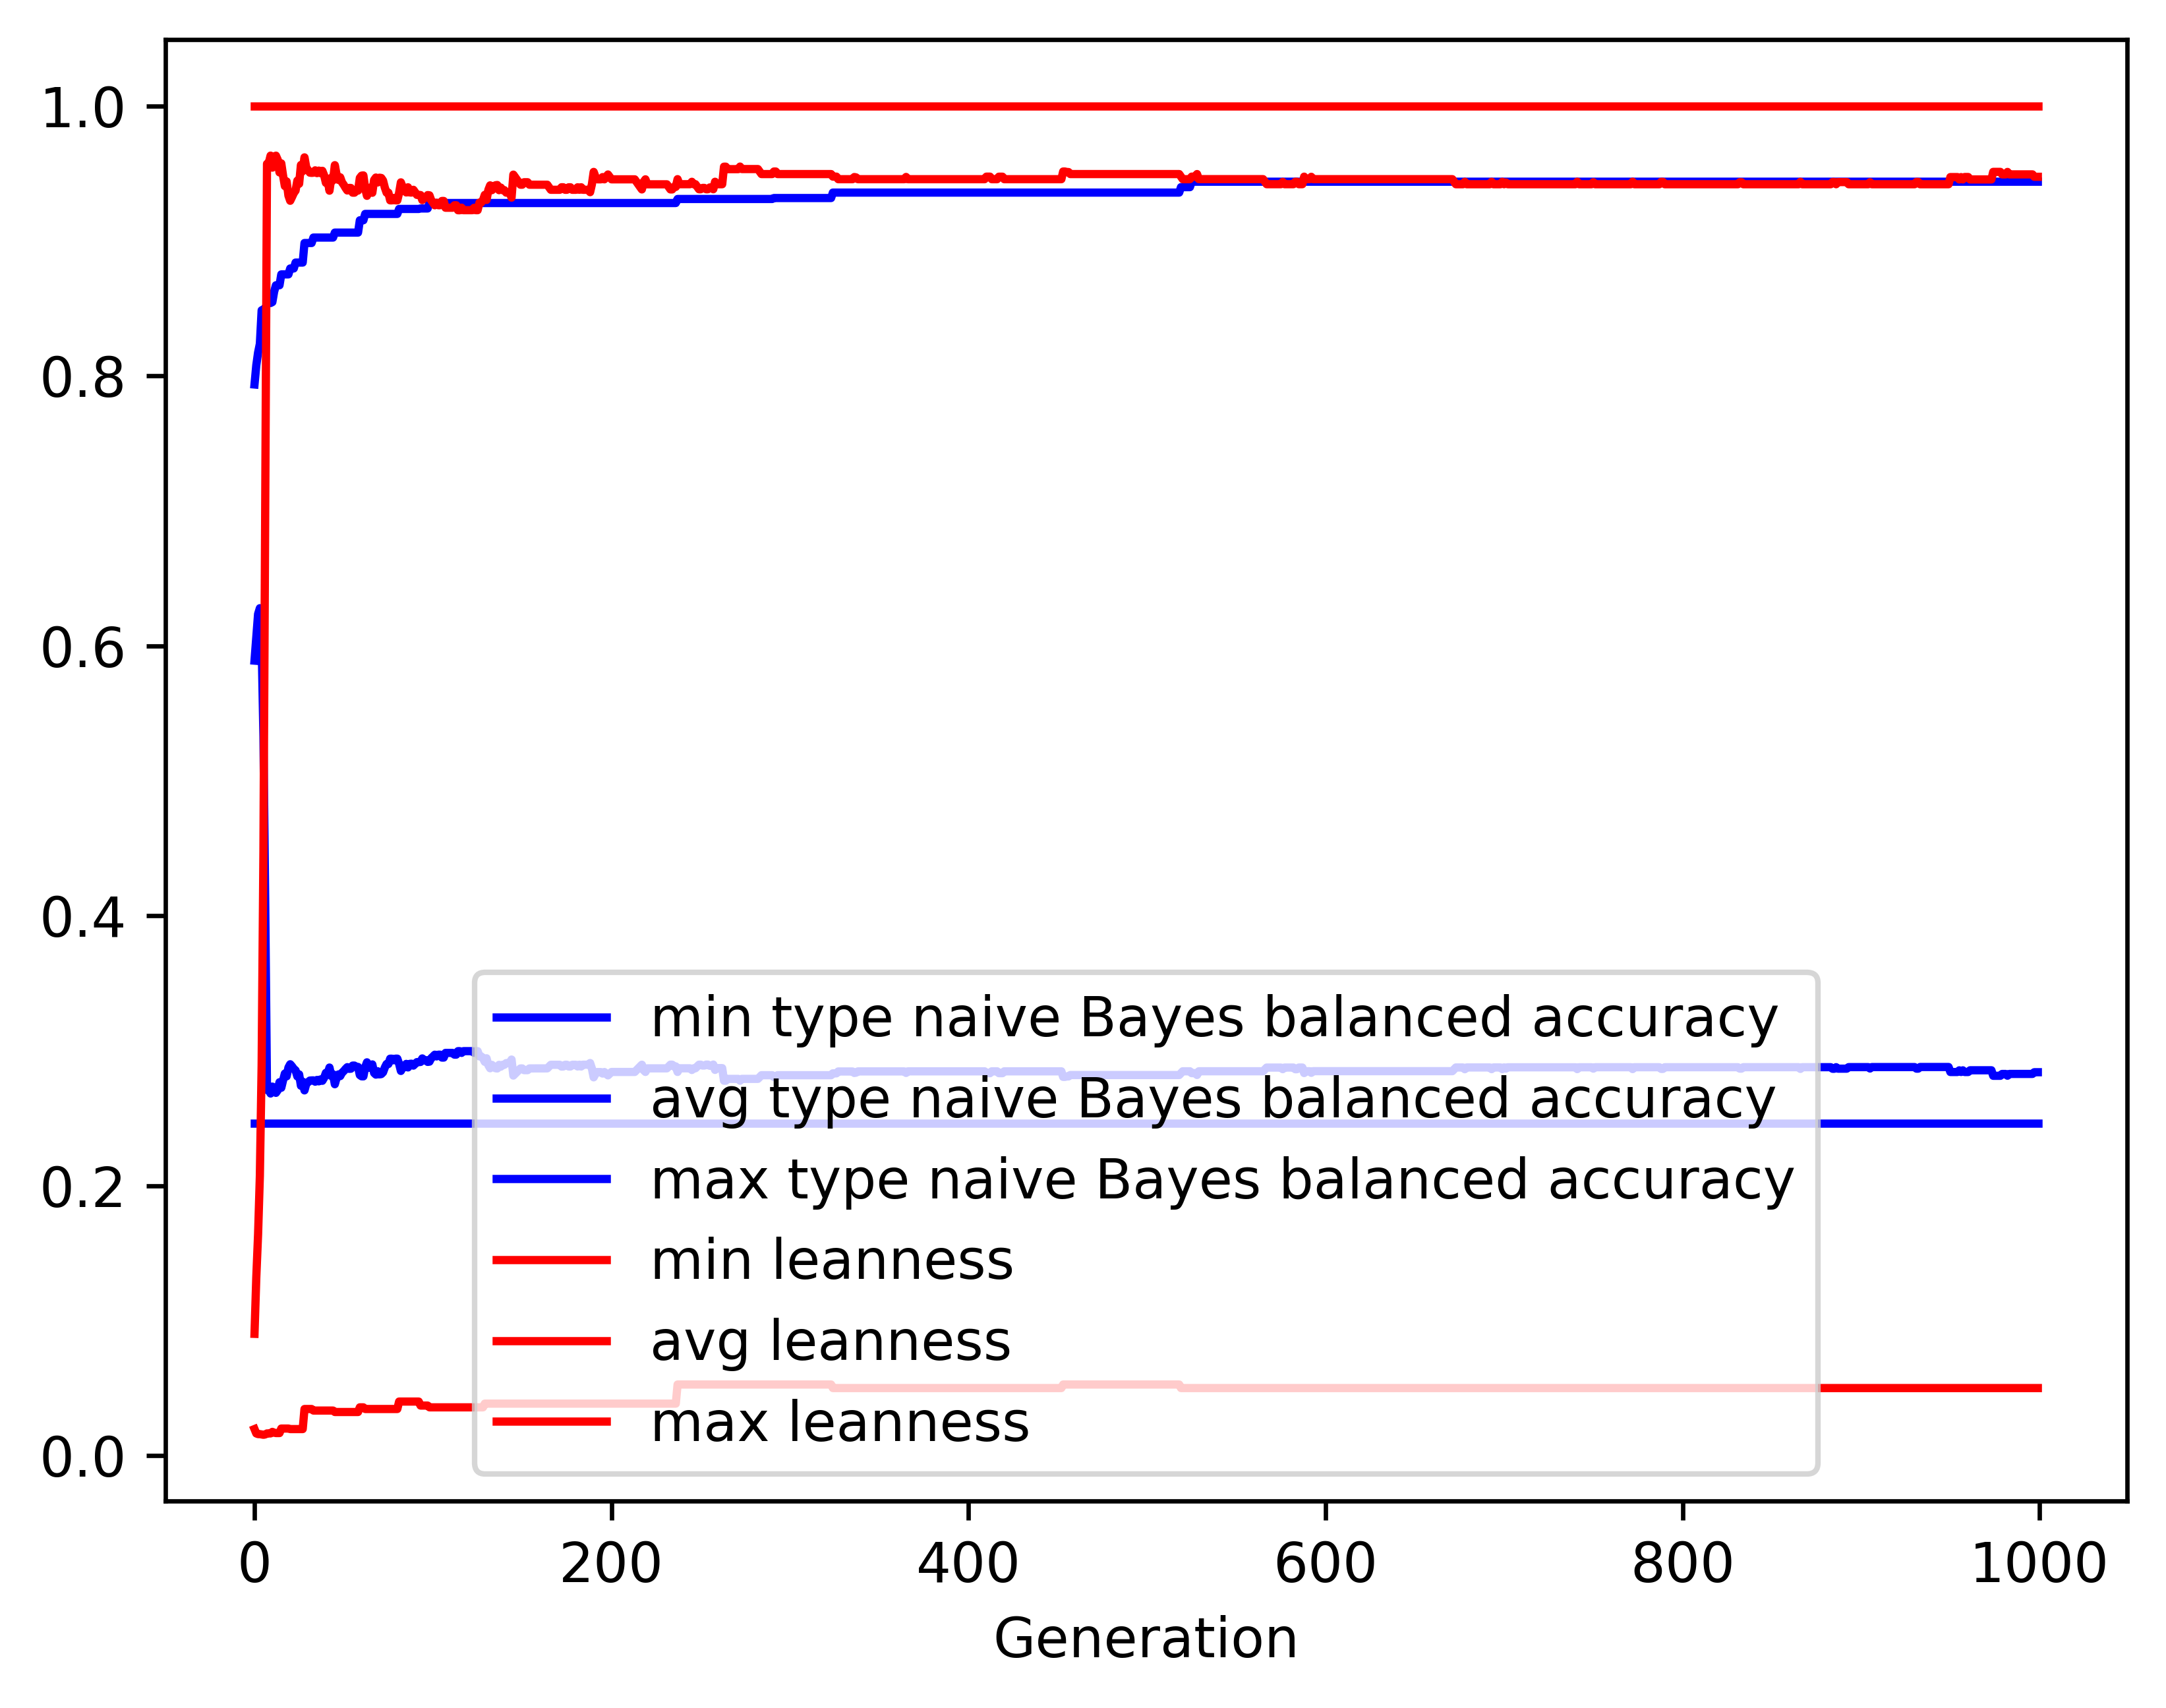 1.0
0.8
0.6
0.4
0.2
0.0
min type naive Bayes balanced accuracy
avg type naive Bayes balanced accuracy
max type naive Bayes balanced accuracy
min leanness
avg leanness
max leanness
0 200 400 600 800 1000
Generation